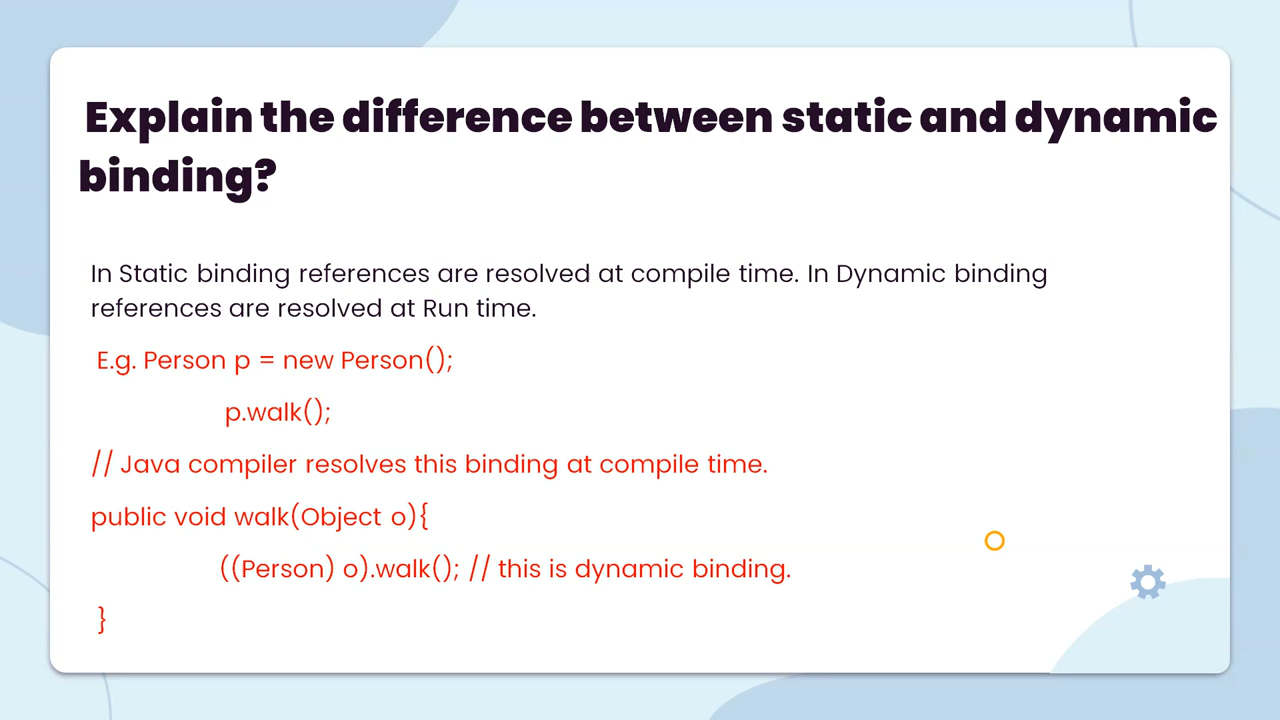 Explain the difference between static and dynamic
binding?
In Static binding references are resolved at compile time. In Dynamic binding
references are resolved at Run time.
E.g. Person p = new Person();
p.walk();
// Java compiler resolves this binding at compile time.
public void walk(Object o){
((Person) o).walk(); // this is dynamic binding.
}